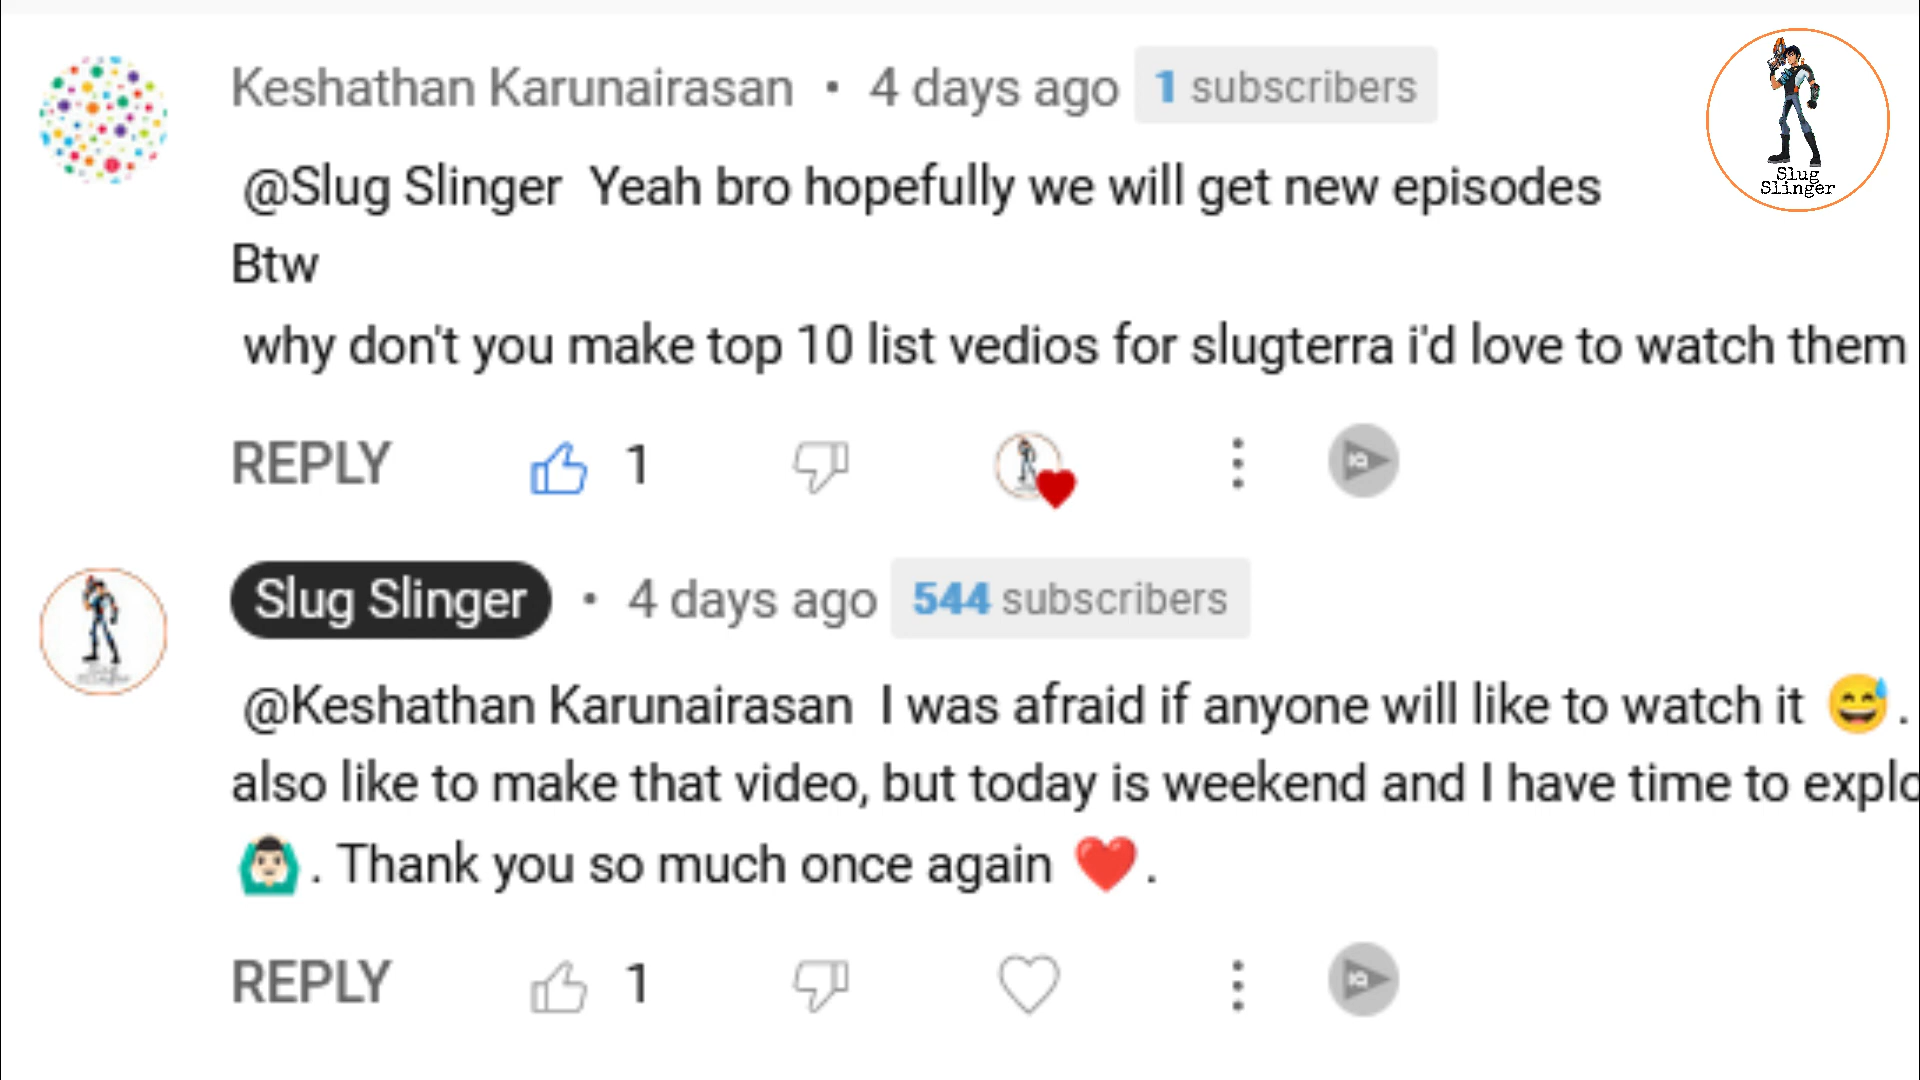 Keshathan Karunairasan • 4 days ago 1 subscribers
Slug
Slinger
@Slug Slinger Yeah bro hopefully we will get new episodes
Btw
why don't you make top 10 list vedios for slugterra i'd love to watch them
REPLY 1
Slug Slinger • 4 days ago 544 subscribers
@Keshathan Karunairasan I was afraid if anyone will like to watch it 😅.
also like to make that video, but today is weekend and I have time to explo
🙆🏻‍♂️. Thank you so much once again ❤️.
REPLY 1